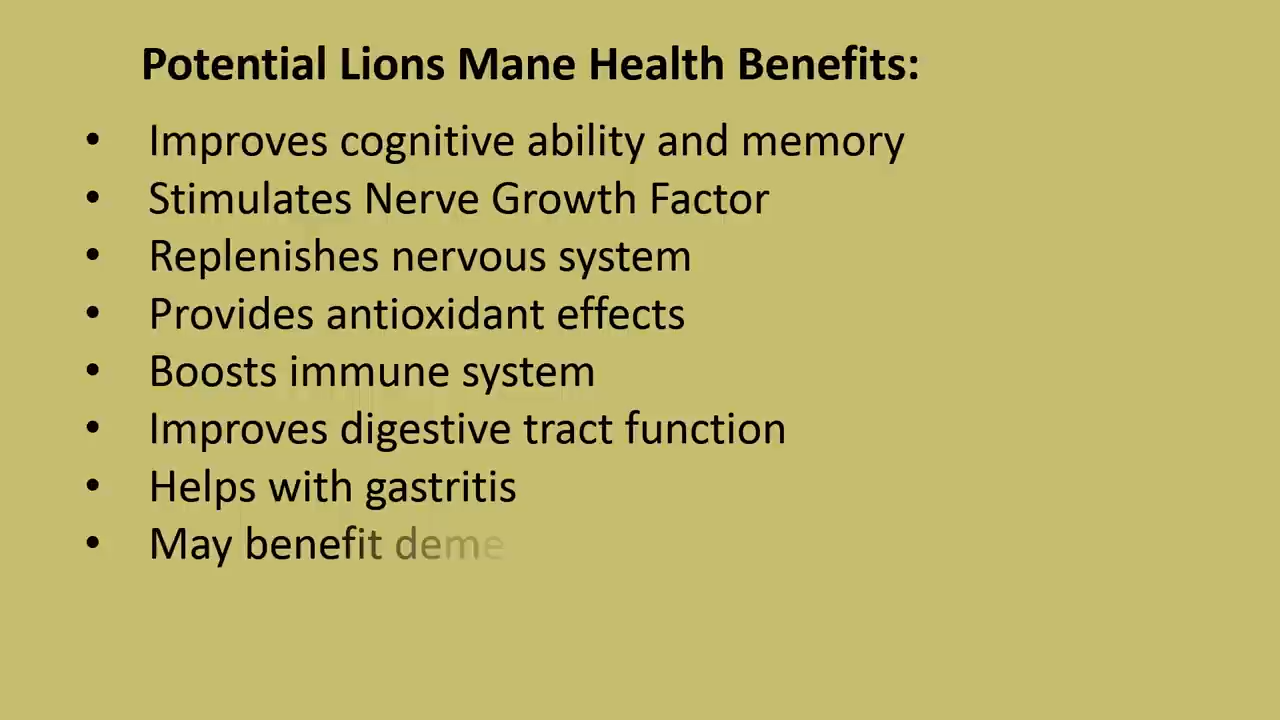 Potential Lions Mane Health Benefits:
• Improves cognitive ability and memory
• Stimulates Nerve Growth Factor
• Replenishes nervous system
• Provides antioxidant effects
• Boosts immune system
• Improves digestive tract function
• Helps with gastritis
• May benefit deme